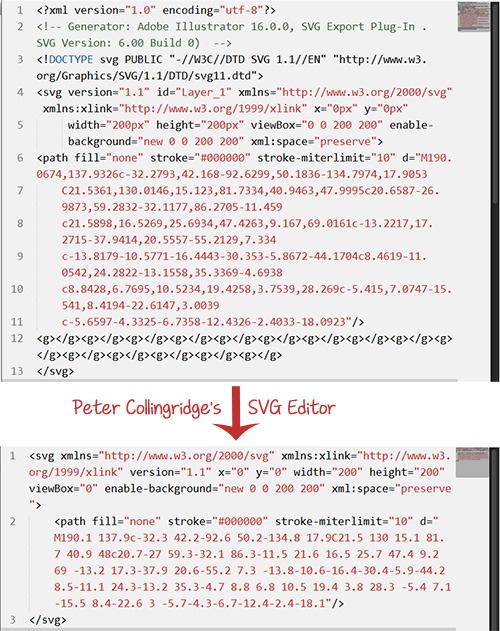 1 <?xml version="1.0" encoding="utf-8"?>
2 <!-- Generator: Adobe Illustrator 16.0.0, SVG Export Plug-In .
SVG Version: 6.00 Build 0)  -->
3 <!DOCTYPE svg PUBLIC "-//W3C//DTD SVG 1.1//EN" "http://www.w3.
org/Graphics/SVG/1.1/DTD/svg11.dtd">
4 <svg version="1.1" id="Layer_1" xmlns="http://www.w3.org/2000/svg"
xmlns:xlink="http://www.w3.org/1999/xlink" x="0px" y="0px"
5 width="200px" height="200px" viewBox="0 0 200 200" enable-
background="new 0 0 200 200" xml:space="preserve">
6 <path fill="none" stroke="#000000" stroke-miterlimit="10" d="M190.
0674,137.9326c-32.2793,42.168-92.6299,50.1836-134.7974,17.9053
7 C21.5361,130.0146,15.123,81.7334,40.9463,47.9995c20.6587-26.
9873,59.2832-32.1177,86.2705-11.459
8 c21.5898,16.5269,25.6934,47.4263,9.167,69.0161c-13.2217,17.
2715-37.9414,20.5557-55.2129,7.334
9 c-13.8179-10.5771-16.4443-30.353-5.8672-44.1704c8.4619-11.
0542,24.2822-13.1558,35.3369-4.6938
10 c8.8428,6.7695,10.5234,19.4258,3.7539,28.269c-5.415,7.0747-15.
541,8.4194-22.6147,3.0039
11 c-5.6597-4.3325-6.7358-12.4326-2.4033-18.0923"/>
12 <g></g><g></g><g></g><g></g><g></g><g></g><g></g><g></g><g><
/g><g></g><g></g><g></g><g></g><g></g><g></g>
13 </svg>
Peter Collingridge's SVG Editor
1 <svg xmlns="http://www.w3.org/2000/svg" xmlns:xlink="http://www.w3.
org/1999/xlink" version="1.1" x="0" y="0" width="200" height="200"
viewBox="0" enable-background="new 0 0 200 200" xml:space="preserve
">
2 <path fill="none" stroke="#000000" stroke-miterlimit="10" d="
M190.1 137.9c-32.3 42.2-92.6 50.2-134.8 17.9C21.5 130 15.1 81.
7 40.9 48c20.7-27 59.3-32.1 86.3-11.5 21.6 16.5 25.7 47.4 9.2
69 -13.2 17.3-37.9 20.6-55.2 7.3 -13.8-10.6-16.4-30.4-5.9-44.2
8.5-11.1 24.3-13.2 35.3-4.7 8.8 6.8 10.5 19.4 3.8 28.3 -5.4 7.1
-15.5 8.4-22.6 3 -5.7-4.3-6.7-12.4-2.4-18.1"/>
3 </svg>